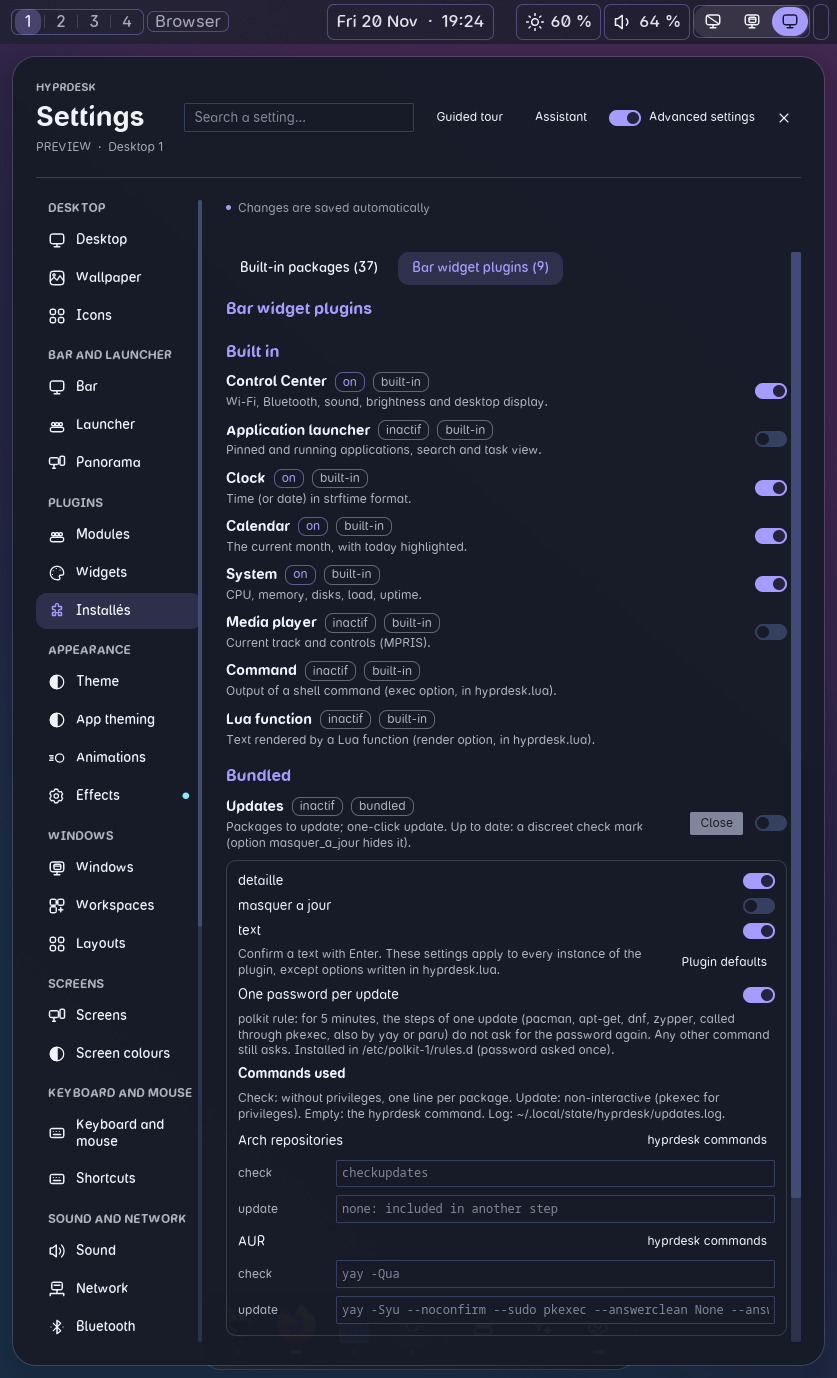 1 2 3 4 Browser Fri 20 Nov · 19:24 60 % 64 %
HYPRDESK
Settings
Search a setting... Guided tour Assistant Advanced settings
PREVIEW · Desktop 1
DESKTOP
Desktop
Wallpaper
Icons
BAR AND LAUNCHER
Bar
Launcher
Panorama
PLUGINS
Modules
Widgets
Installés
APPEARANCE
Theme
App theming
Animations
Effects
WINDOWS
Windows
Workspaces
Layouts
SCREENS
Screens
Screen colours
KEYBOARD AND MOUSE
Keyboard and
mouse
Shortcuts
SOUND AND NETWORK
Sound
Network
Bluetooth
Changes are saved automatically
Built-in packages (37) Bar widget plugins (9)
Bar widget plugins
Built in
Control Center on built-in
Wi-Fi, Bluetooth, sound, brightness and desktop display.
Application launcher inactif built-in
Pinned and running applications, search and task view.
Clock on built-in
Time (or date) in strftime format.
Calendar on built-in
The current month, with today highlighted.
System on built-in
CPU, memory, disks, load, uptime.
Media player inactif built-in
Current track and controls (MPRIS).
Command inactif built-in
Output of a shell command (exec option, in hyprdesk.lua).
Lua function inactif built-in
Text rendered by a Lua function (render option, in hyprdesk.lua).
Bundled
Updates inactif bundled
Packages to update; one-click update. Up to date: a discreet check mark
(option masquer_a_jour hides it).
Close
detaille
masquer a jour
text
Confirm a text with Enter. These settings apply to every instance of the
plugin, except options written in hyprdesk.lua.
Plugin defaults
One password per update
polkit rule: for 5 minutes, the steps of one update (pacman, apt-get, dnf, zypper, called
through pkexec, also by yay or paru) do not ask for the password again. Any other command
still asks. Installed in /etc/polkit-1/rules.d (password asked once).
Commands used
Check: without privileges, one line per package. Update: non-interactive (pkexec for
privileges). Empty: the hyprdesk command. Log: ~/.local/state/hyprdesk/updates.log.
Arch repositories hyprdesk commands
check checkupdates
update none: included in another step
AUR hyprdesk commands
check yay -Qua
update yay -Syu --noconfirm --sudo pkexec --answerclean None --answ